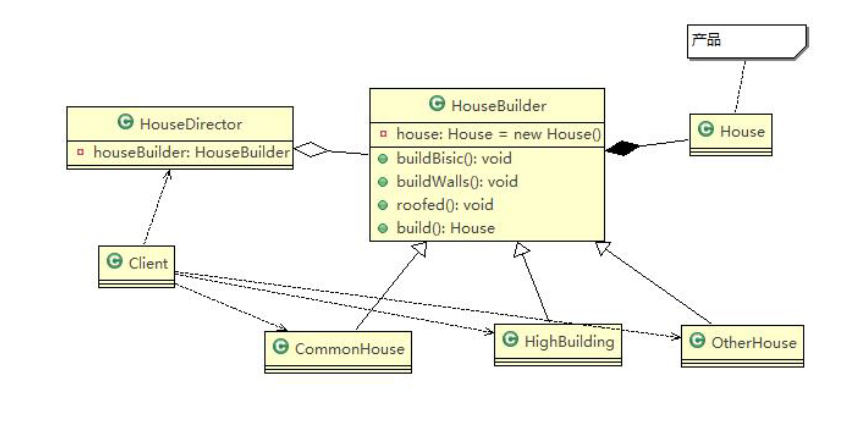 产品
HouseBuilder
house: House = new House()
buildBisic(): void
buildWalls(): void
roofed(): void
build(): House
HouseDirector
houseBuilder: HouseBuilder
House
Client
CommonHouse
HighBuilding
OtherHouse